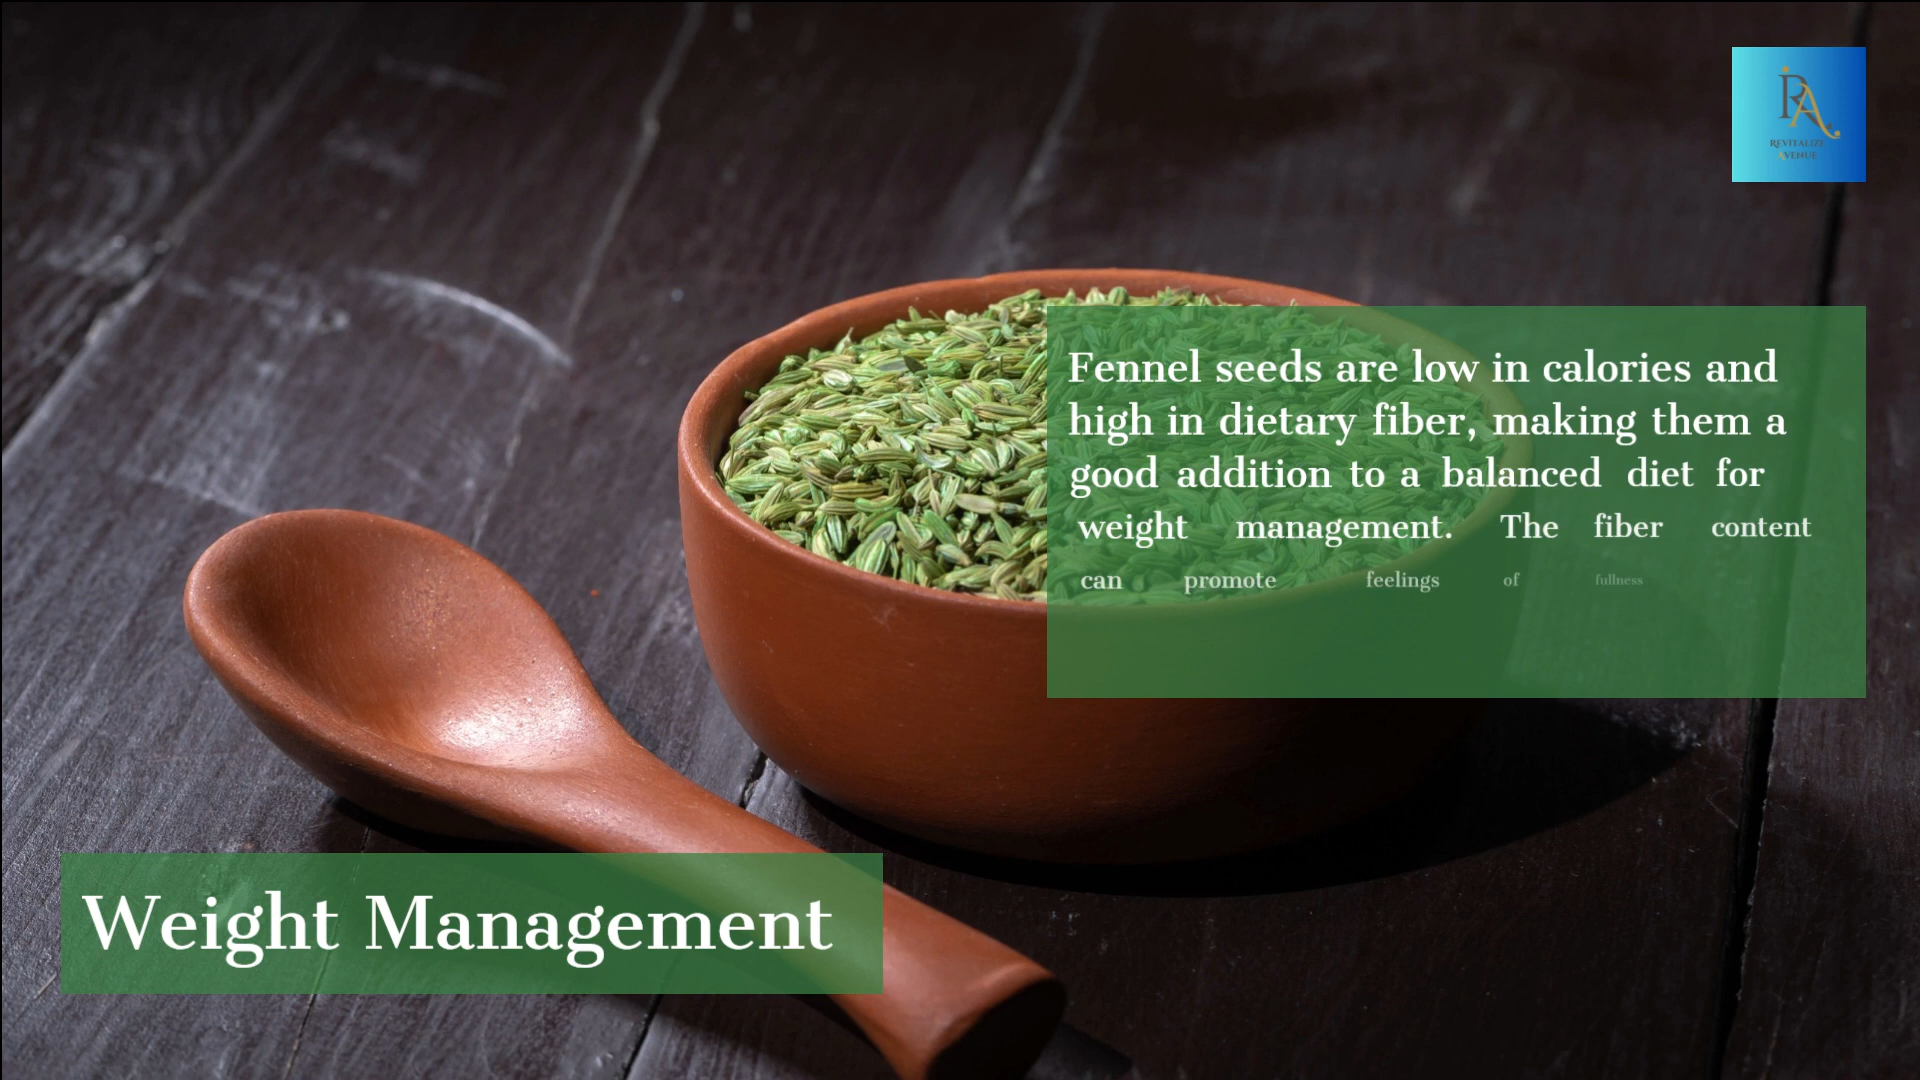 RA
REVITALIZE
AVENUE
Fennel seeds are low in calories and
high in dietary fiber, making them a
good addition to a balanced diet for
weight management. The fiber content
can promote feelings of fullness
Weight Management